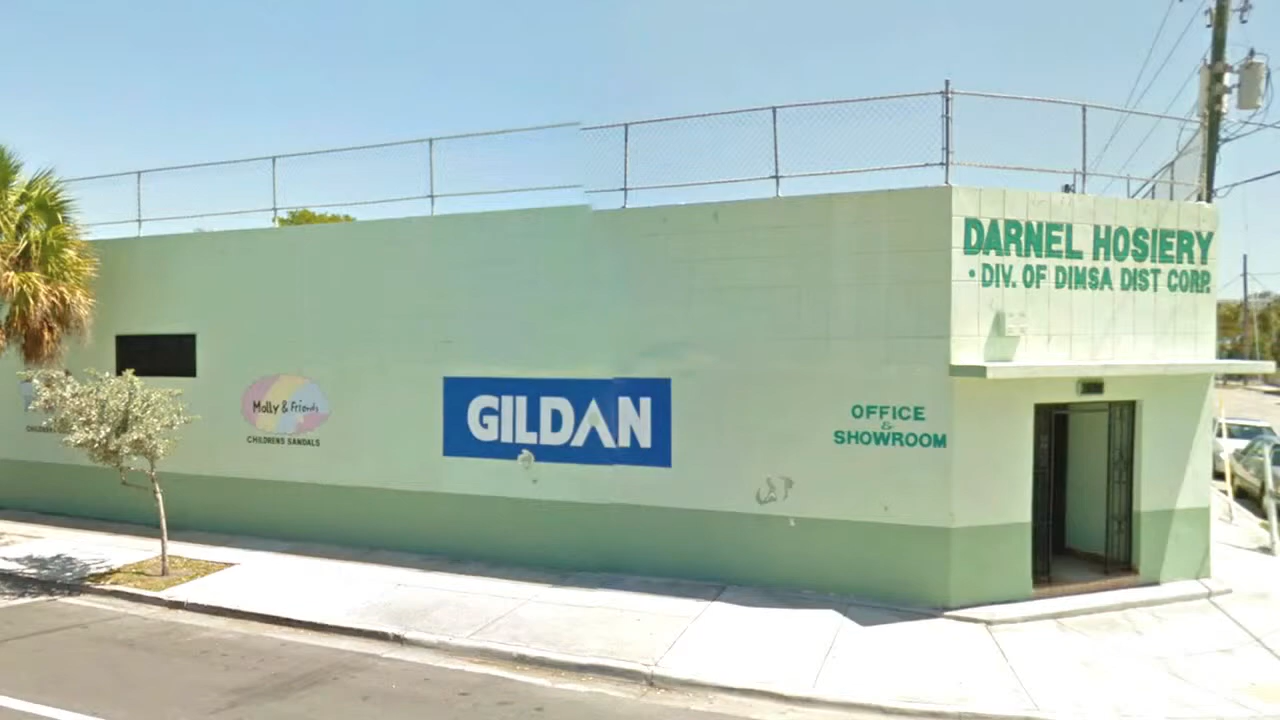 DARNEL HOSIERY
• DIV. OF DIMSA DIST CORP.
Molly & Friends
CHILDRENS SANDALS
GILDAN
OFFICE
&
SHOWROOM